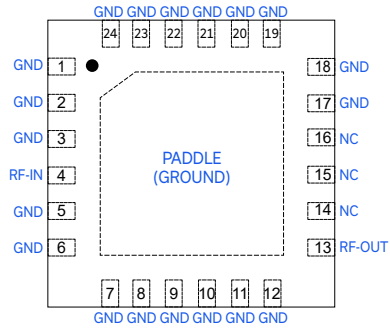 GND GND GND GND GND GND
24 23 22 21 20 19
GND 1 18 GND
GND 2 17 GND
GND 3 16 NC
RF-IN 4 PADDLE (GROUND) 15 NC
GND 5 14 NC
GND 6 13 RF-OUT
7 8 9 10 11 12
GND GND GND GND GND GND